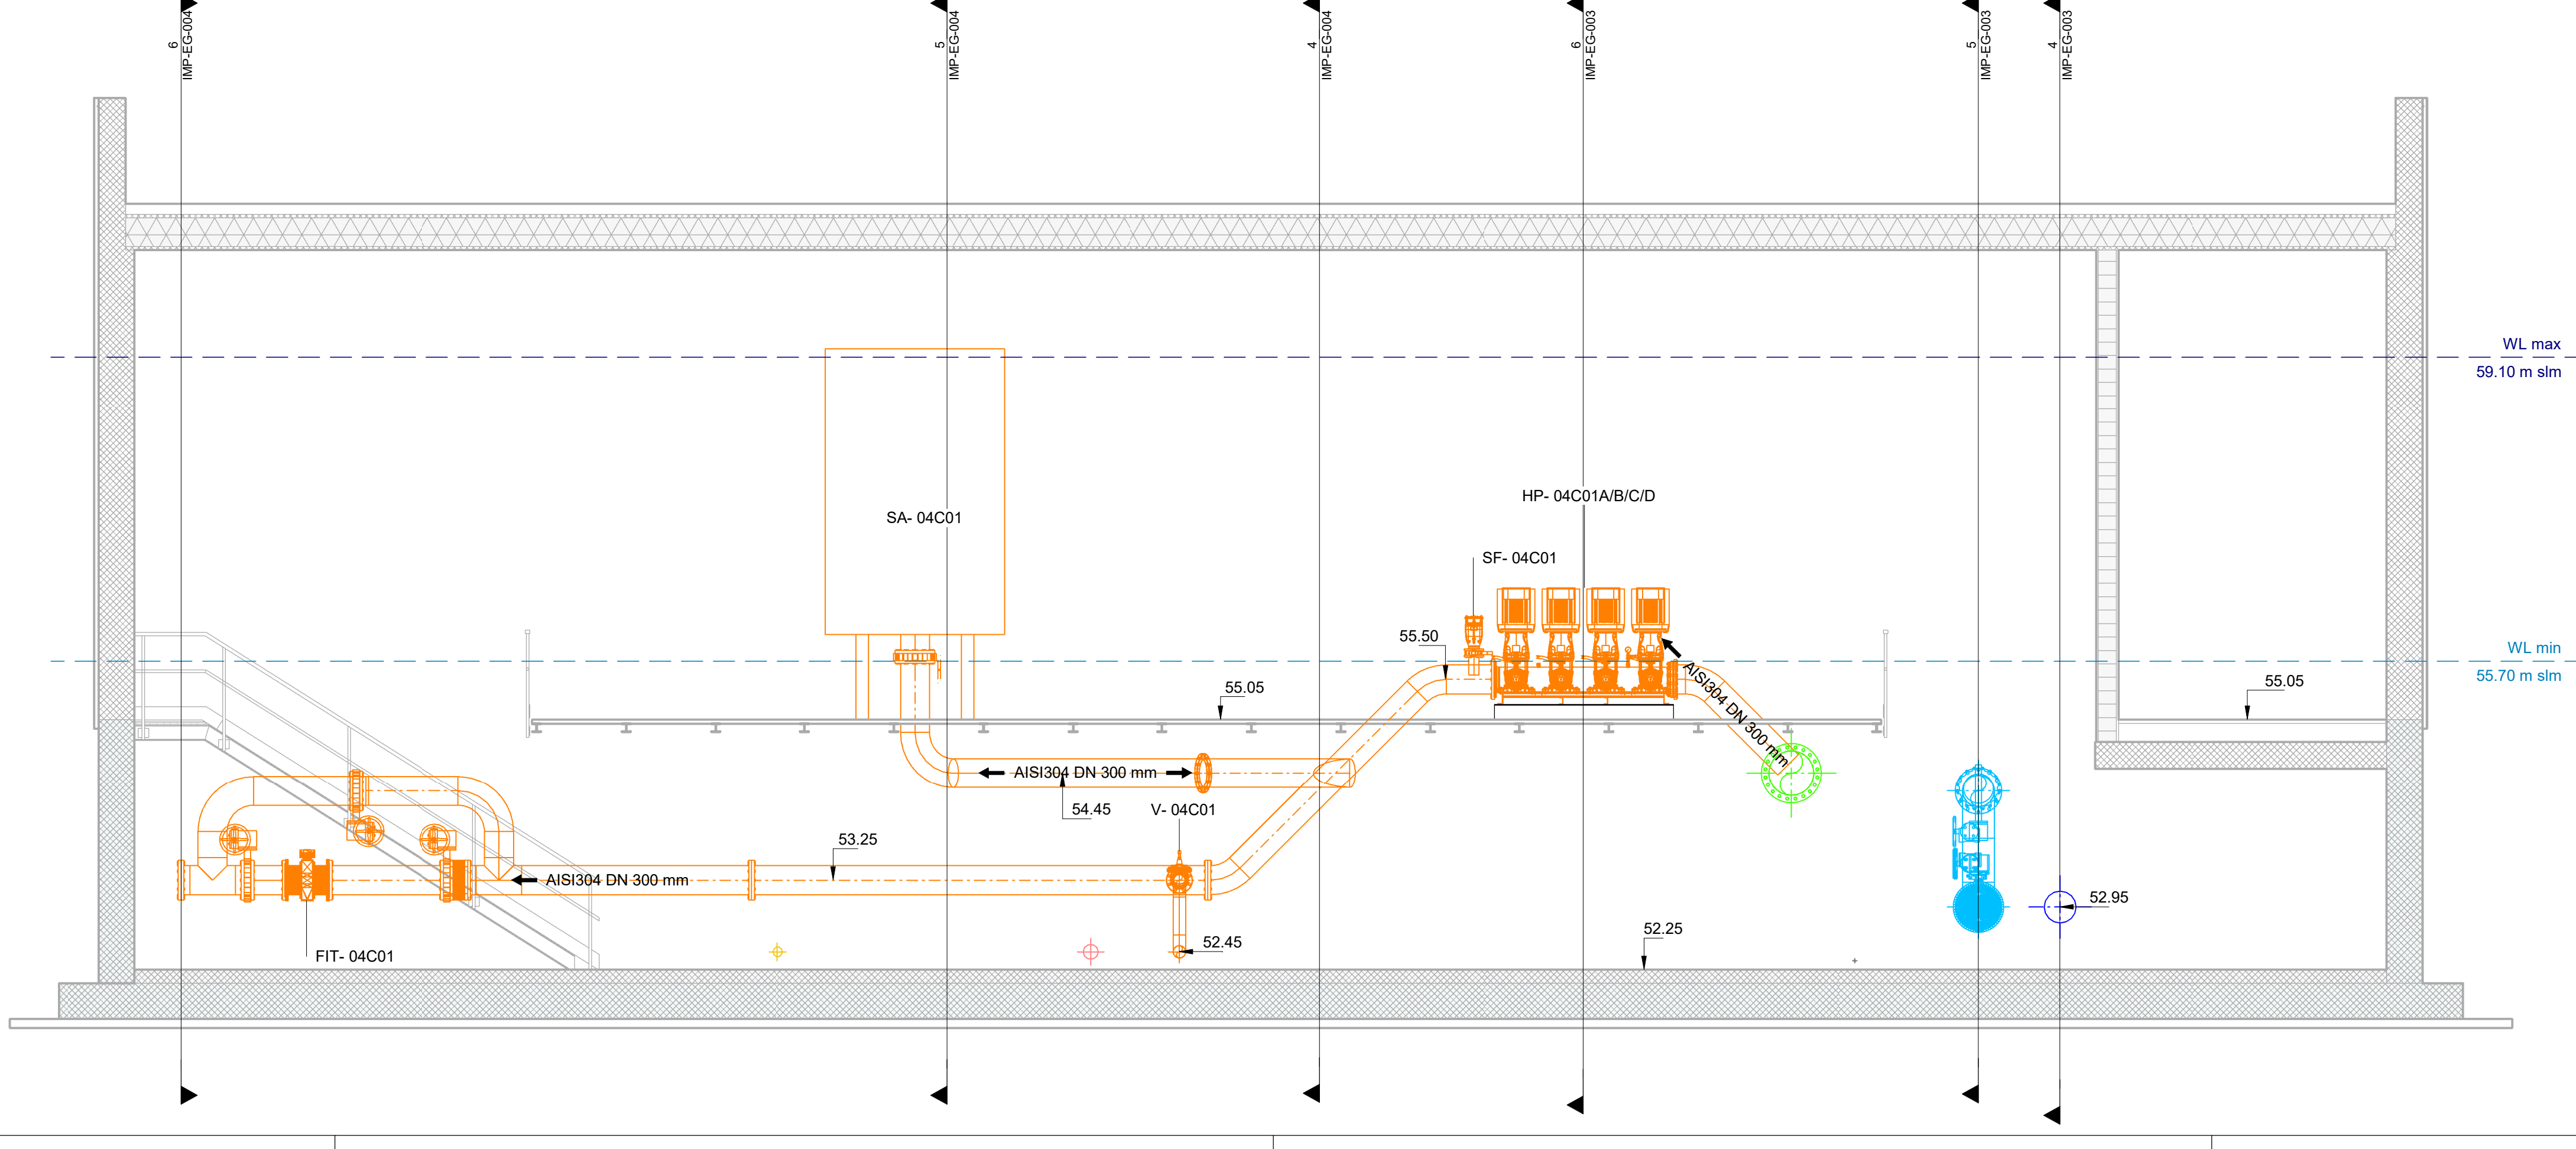 6
IMP-EG-004
5
IMP-EG-004
4
IMP-EG-004
6
IMP-EG-003
5
IMP-EG-003
4
IMP-EG-003
WL max
59.10 m slm
HP- 04C01A/B/C/D
SA- 04C01
SF- 04C01
55.50
WL min
55.70 m slm
AISI304 DN 300 mm
55.05
55.05
AISI304 DN 300 mm
54.45
V- 04C01
53.25
AISI304 DN 300 mm
52.95
52.25
52.45
FIT- 04C01